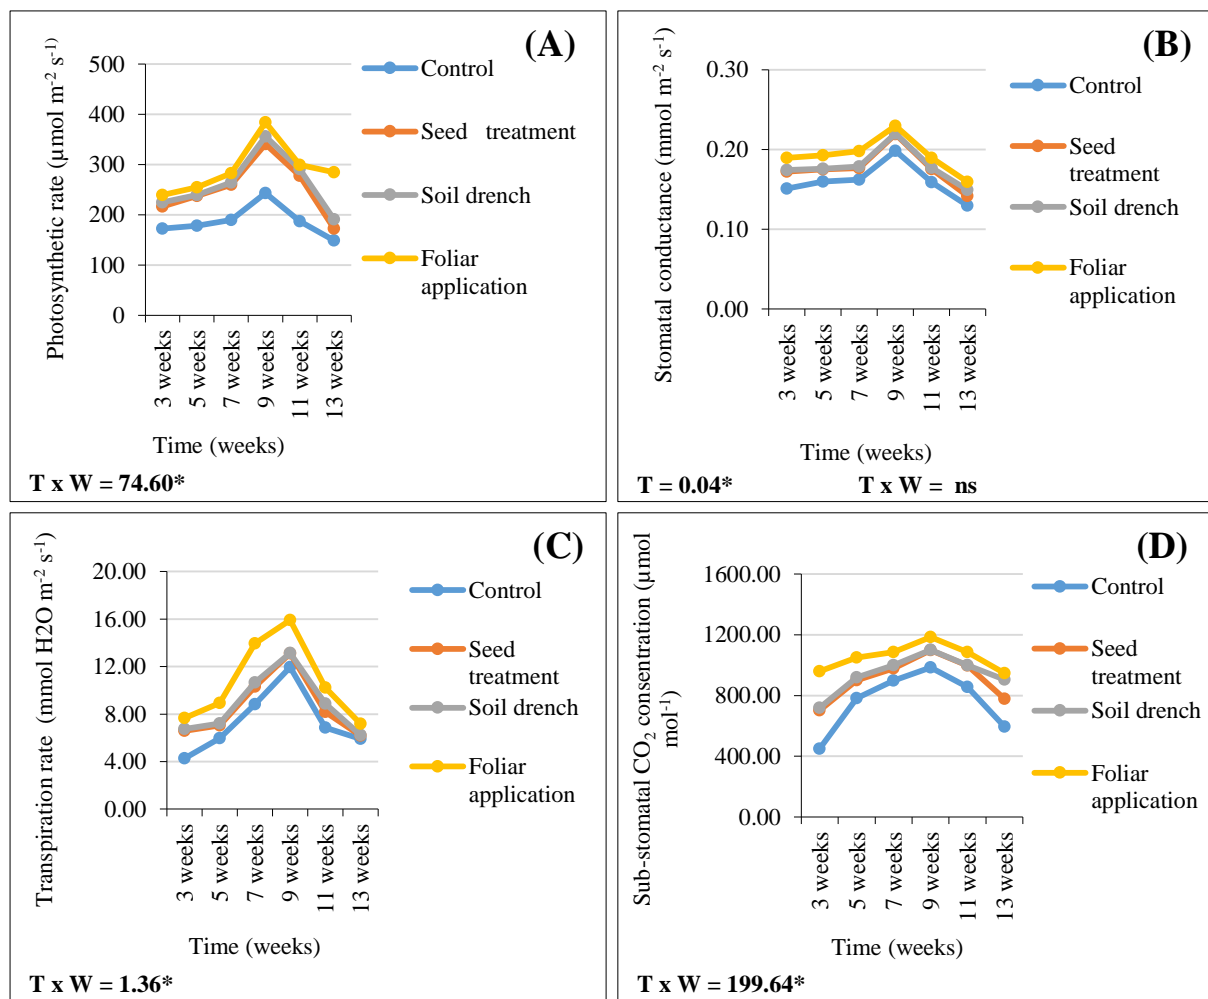 (A)
Photosynthetic rate (µmol m⁻² s⁻¹)
500
400
300
200
100
0
3 weeks
5 weeks
7 weeks
9 weeks
11 weeks
13 weeks
Time (weeks)
Control
Seed treatment
Soil drench
Foliar
application
T x W = 74.60*
(B)
Stomatal conductance (mmol m⁻² s⁻¹)
0.30
0.20
0.10
0.00
3 weeks
5 weeks
7 weeks
9 weeks
11 weeks
13 weeks
Time (weeks)
Control
Seed
treatment
Soil drench
Foliar
application
T = 0.04* T x W = ns
(C)
Transpiration rate (mmol H2O m⁻² s⁻¹)
20.00
16.00
12.00
8.00
4.00
0.00
3 weeks
5 weeks
7 weeks
9 weeks
11 weeks
13 weeks
Time (weeks)
Control
Seed
treatment
Soil drench
Foliar
application
T x W = 1.36*
(D)
Sub-stomatal CO₂ consentration (µmol
mol⁻¹)
1600.00
1200.00
800.00
400.00
0.00
3 weeks
5 weeks
7 weeks
9 weeks
11 weeks
13 weeks
Time (weeks)
Control
Seed
treatment
Soil drench
Foliar
application
T x W = 199.64*